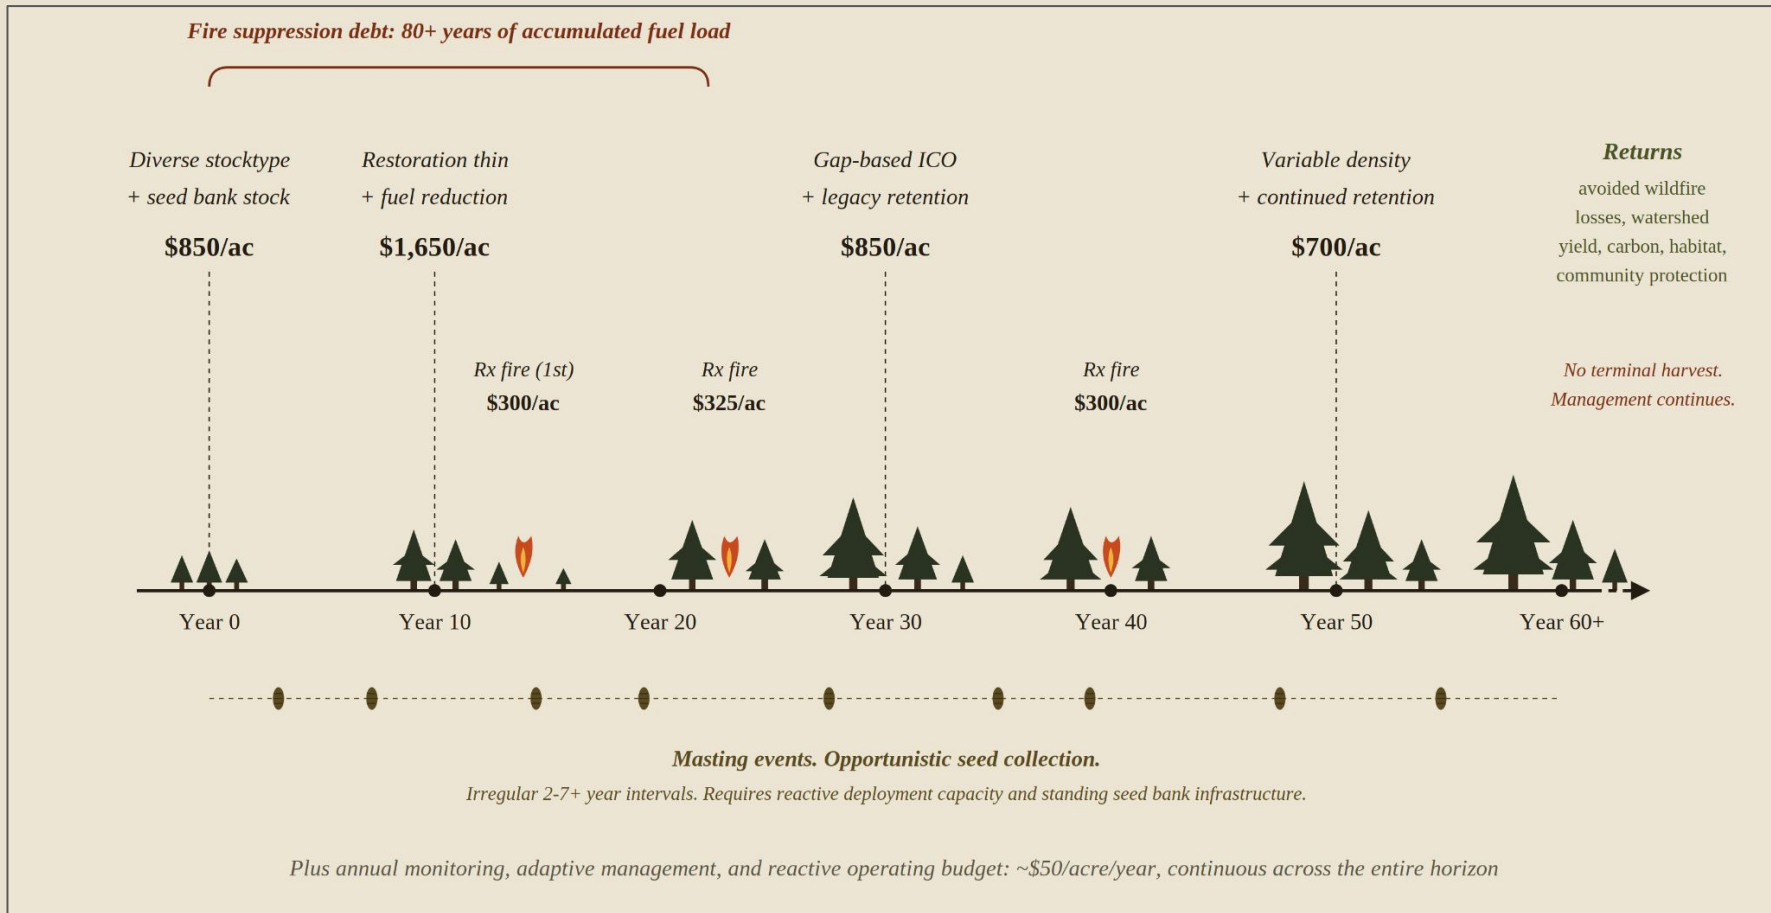 Fire suppression debt: 80+ years of accumulated fuel load
Diverse stocktype
+ seed bank stock
$850/ac
Restoration thin
+ fuel reduction
$1,650/ac
Gap-based ICO
+ legacy retention
$850/ac
Variable density
+ continued retention
$700/ac
Returns
avoided wildfire
losses, watershed
yield, carbon, habitat,
community protection
Rx fire (1st)
$300/ac
Rx fire
$325/ac
Rx fire
$300/ac
No terminal harvest.
Management continues.
Year 0
Year 10
Year 20
Year 30
Year 40
Year 50
Year 60+
Masting events. Opportunistic seed collection.
Irregular 2-7+ year intervals. Requires reactive deployment capacity and standing seed bank infrastructure.
Plus annual monitoring, adaptive management, and reactive operating budget: ~$50/acre/year, continuous across the entire horizon